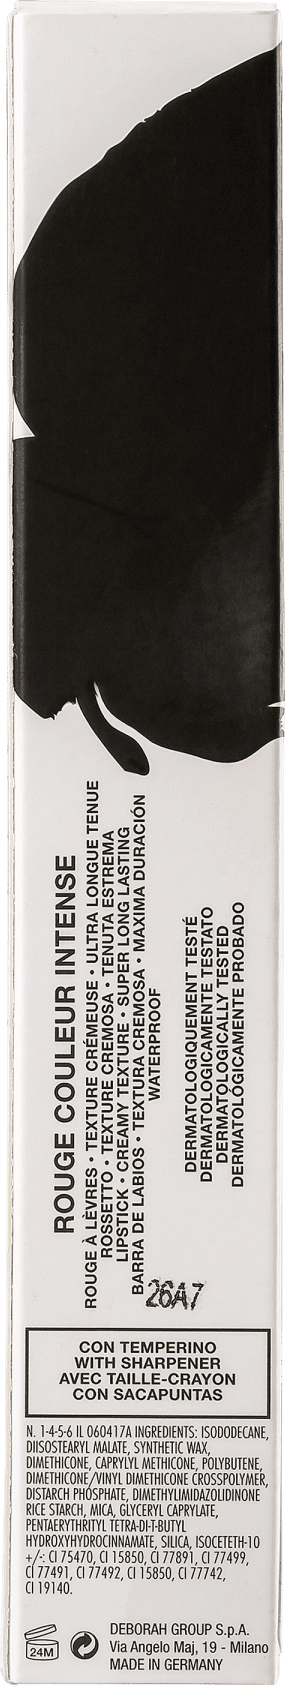 ROUGE COULEUR INTENSE
ROUGE À LÈVRES • TEXTURE CRÉMEUSE • ULTRA LONGUE TENUE
ROSSETTO • TEXTURE CREMOSA • TENUTA ESTREMA
LIPSTICK • CREAMY TEXTURE • SUPER LONG LASTING
BARRA DE LABIOS • TEXTURA CREMOSA • MAXIMA DURACIÓN
WATERPROOF
26A7
DERMATOLOGIQUEMENT TESTÉ
DERMATOLOGICAMENTE TESTATO
DERMATOLOGICALLY TESTED
DERMATOLÓGICAMENTE PROBADO
CON TEMPERINO
WITH SHARPENER
AVEC TAILLE-CRAYON
CON SACAPUNTAS
N. 1-4-5-6 IL 060417A INGREDIENTS: ISODODECANE,
DIISOSTEARYL MALATE, SYNTHETIC WAX,
DIMETHICONE, CAPRYLYL METHICONE, POLYBUTENE,
DIMETHICONE/VINYL DIMETHICONE CROSSPOLYMER,
DISTARCH PHOSPHATE, DIMETHYLIMIDAZOLIDINONE
RICE STARCH, MICA, GLYCERYL CAPRYLATE,
PENTAERYTHRITYL TETRA-DI-T-BUTYL
HYDROXYHYDROCINNAMATE, SILICA, ISOCETETH-10
+/-: CI 75470, CI 15850, CI 77891, CI 77499,
CI 77491, CI 77492, CI 15850, CI 77742,
CI 19140.
24M
DEBORAH GROUP S.p.A.
Via Angelo Maj, 19 - Milano
MADE IN GERMANY